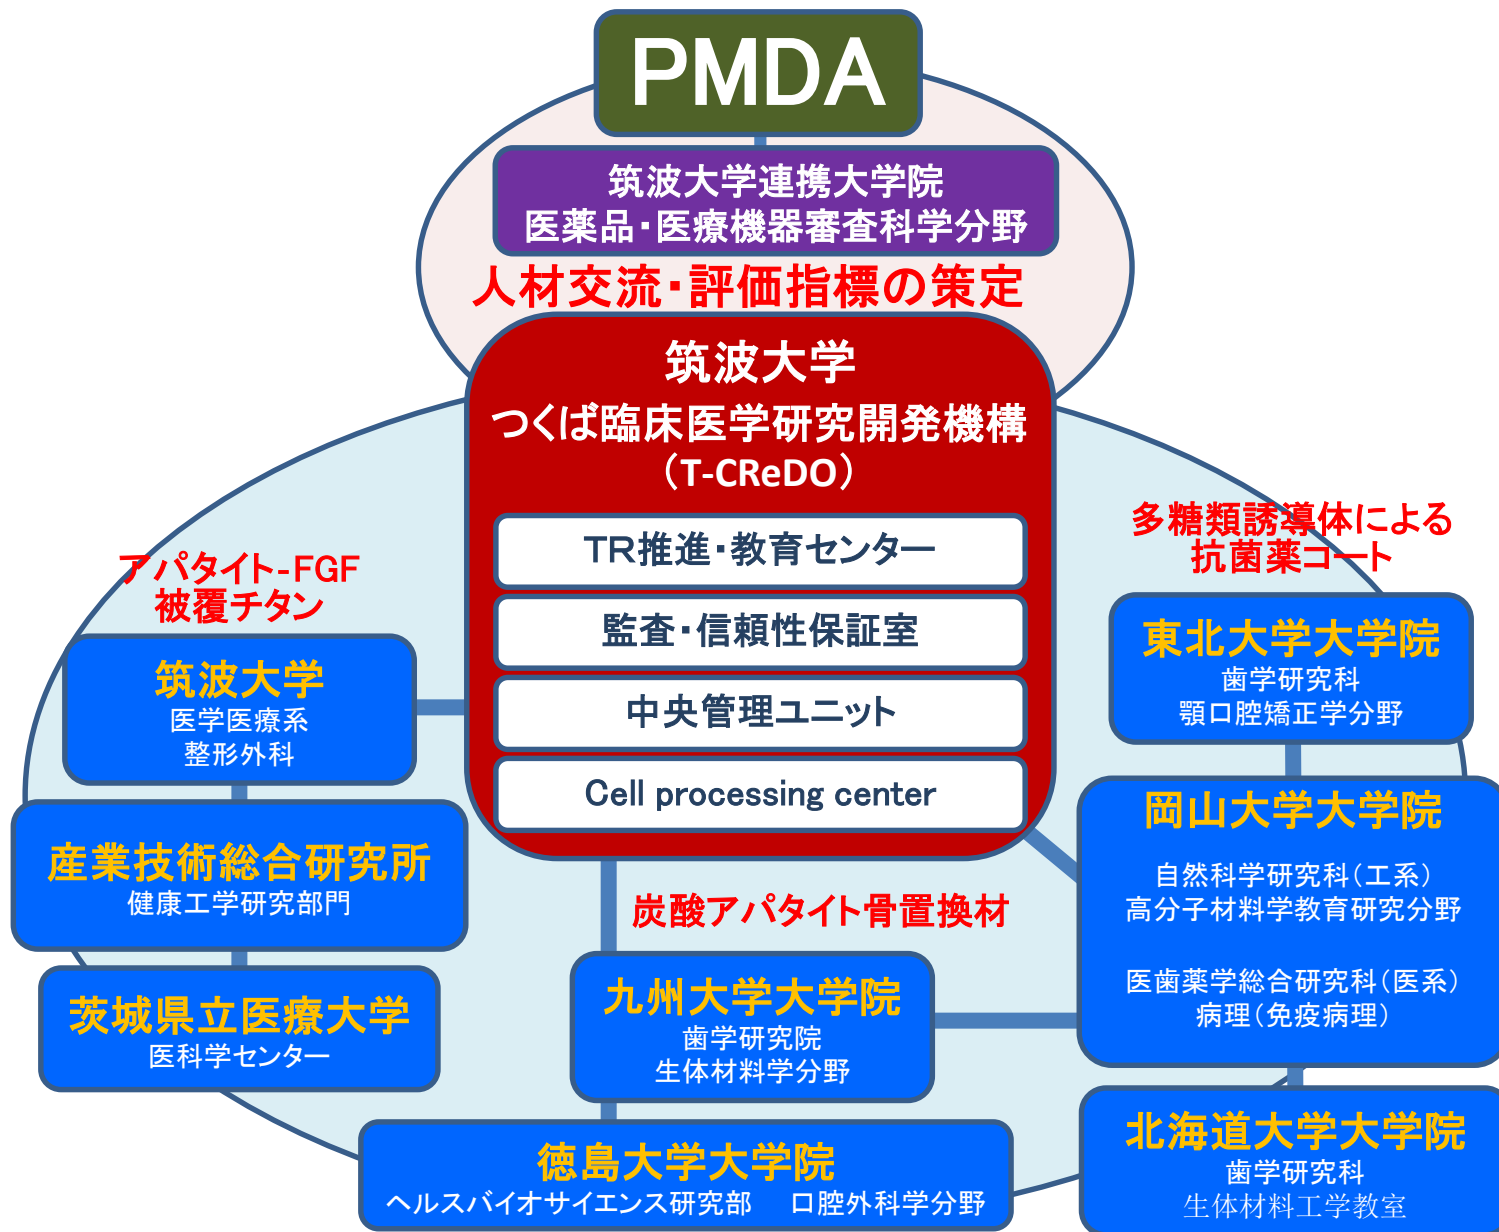 PMDA
筑波大学連携大学院
医薬品・医療機器審査科学分野
人材交流・評価指標の策定
筑波大学
つくば臨床医学研究開発機構
（T-CReDO）
TR推進・教育センター
監査・信頼性保証室
中央管理ユニット
Cell processing center
アパタイト-FGF
被覆チタン
筑波大学
医学医療系
整形外科
産業技術総合研究所
健康工学研究部門
茨城県立医療大学
医科学センター
炭酸アパタイト骨置換材
九州大学大学院
歯学研究院
生体材料学分野
徳島大学大学院
ヘルスバイオサイエンス研究部　口腔外科学分野
多糖類誘導体による
抗菌薬コート
東北大学大学院
歯学研究科
顎口腔矯正学分野
岡山大学大学院
自然科学研究科（工系）
高分子材料学教育研究分野
医歯薬学総合研究科（医系）
病理（免疫病理）
北海道大学大学院
歯学研究科
生体材料工学教室